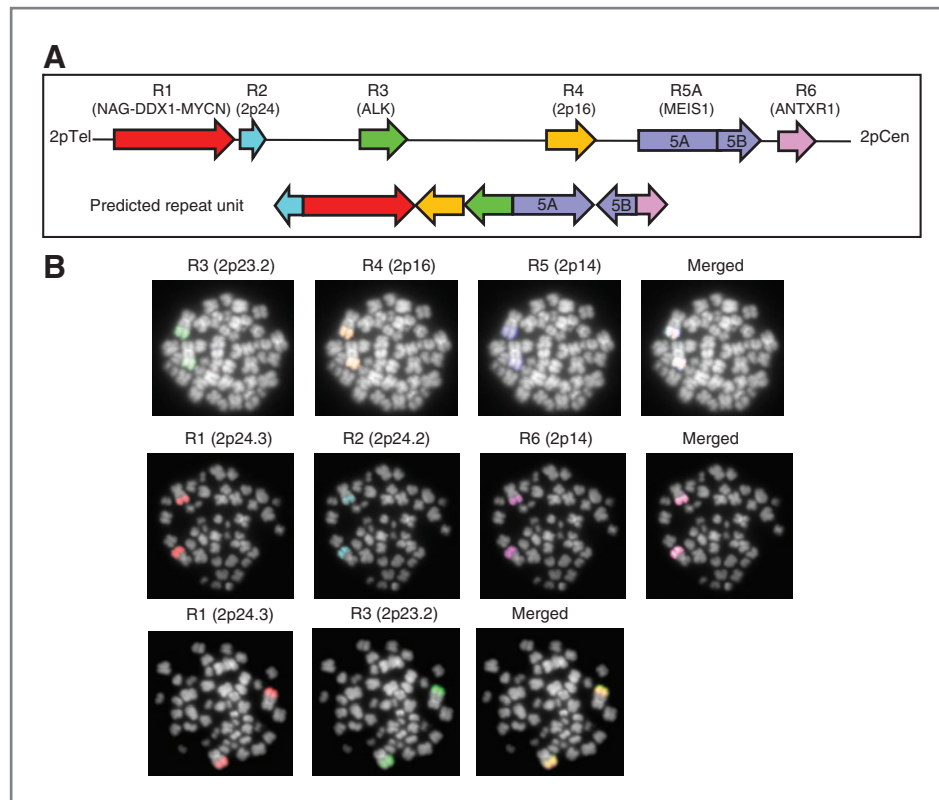 A
R1 R2 R3 R4 R5A R6
(NAG-DDX1-MYCN) (2p24) (ALK) (2p16) (MEIS1) (ANTXR1)
2pTel 5A 5B 2pCen
Predicted repeat unit 5A 5B
B
R3 (2p23.2) R4 (2p16) R5 (2p14) Merged
R1 (2p24.3) R2 (2p24.2) R6 (2p14) Merged
R1 (2p24.3) R3 (2p23.2) Merged